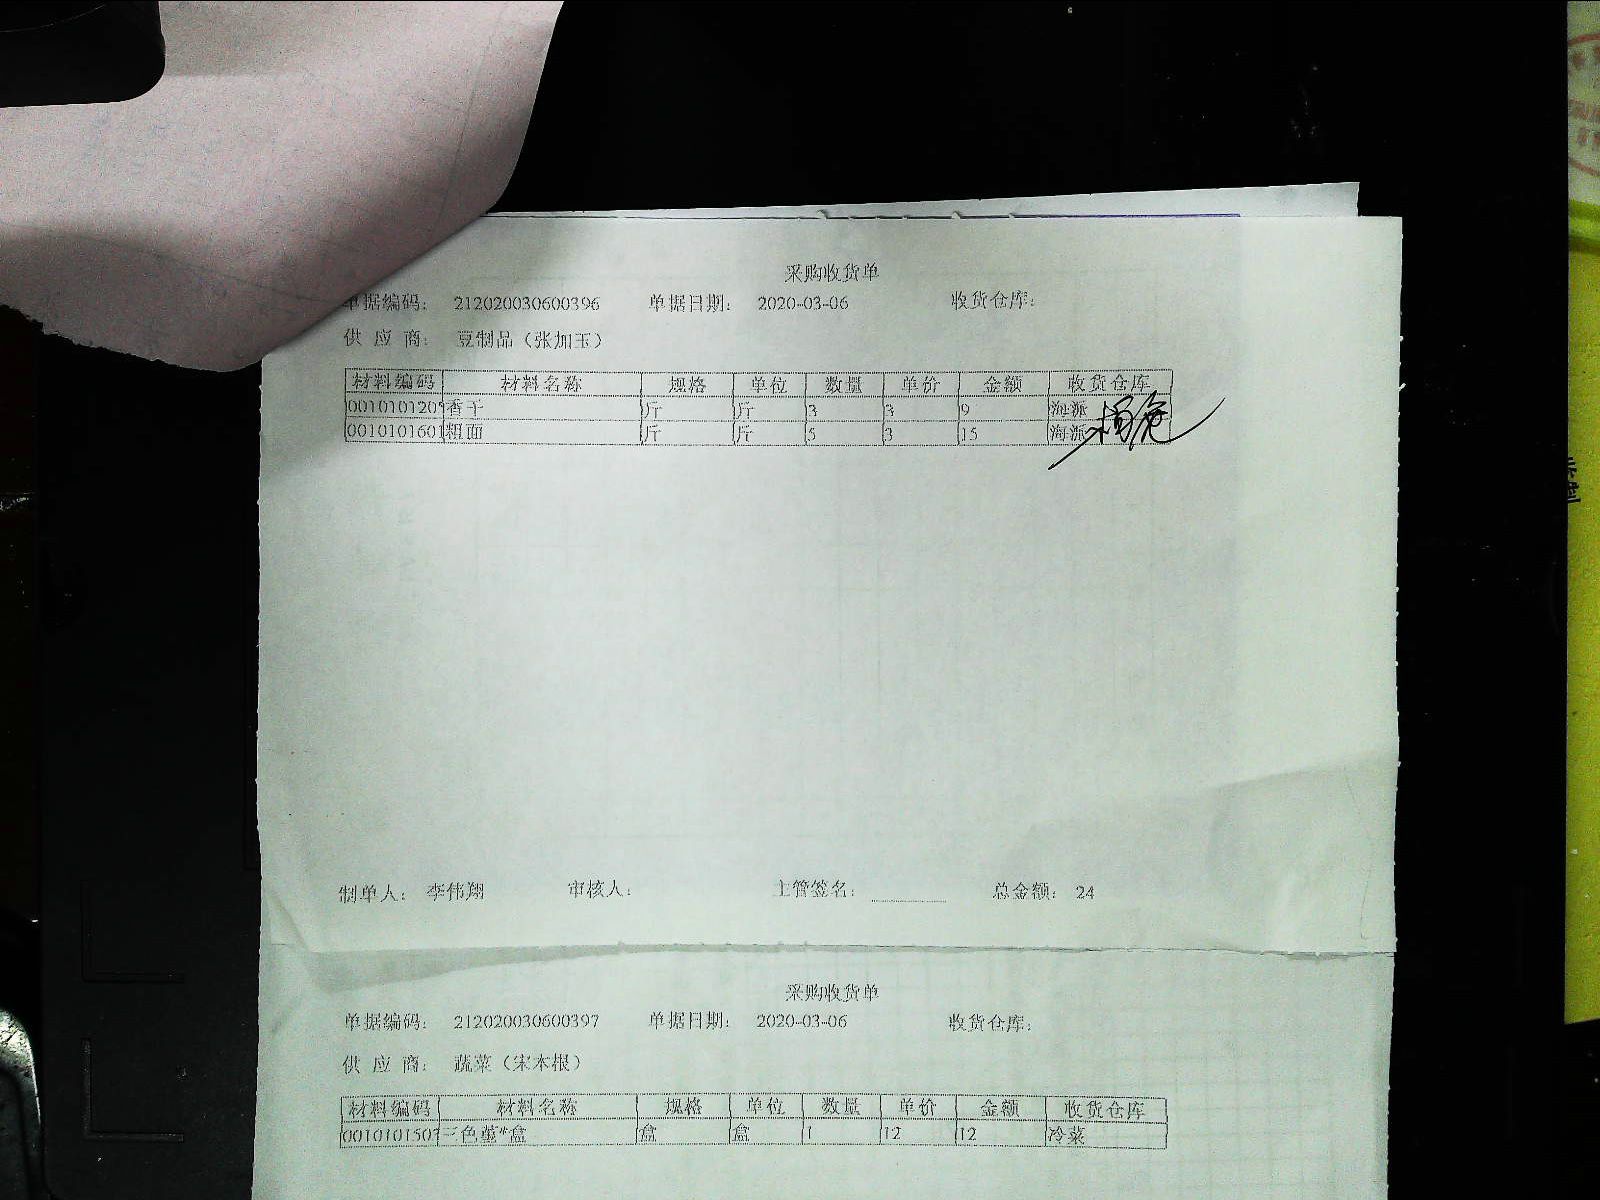 采购收货单
单据编码： 212020030600396 单据日期： 2020-03-06 收货仓库：
供 应 商： 豆制品（张加玉）
材料编码 材料名称 规格 单位 数量 单价 金额 收货仓库
0010101205 香干 斤 斤 3 3 9 海派
0010101601 粗面 斤 斤 5 3 15 海派
制单人： 李伟翔 审核人： 主管签名： 总金额： 24
采购收货单
单据编码： 212020030600397 单据日期： 2020-03-06 收货仓库：
供 应 商： 蔬菜（宋本根）
材料编码 材料名称 规格 单位 数量 单价 金额 收货仓库
001010150 三色堇*盒 盒 盒 1 12 12 冷菜